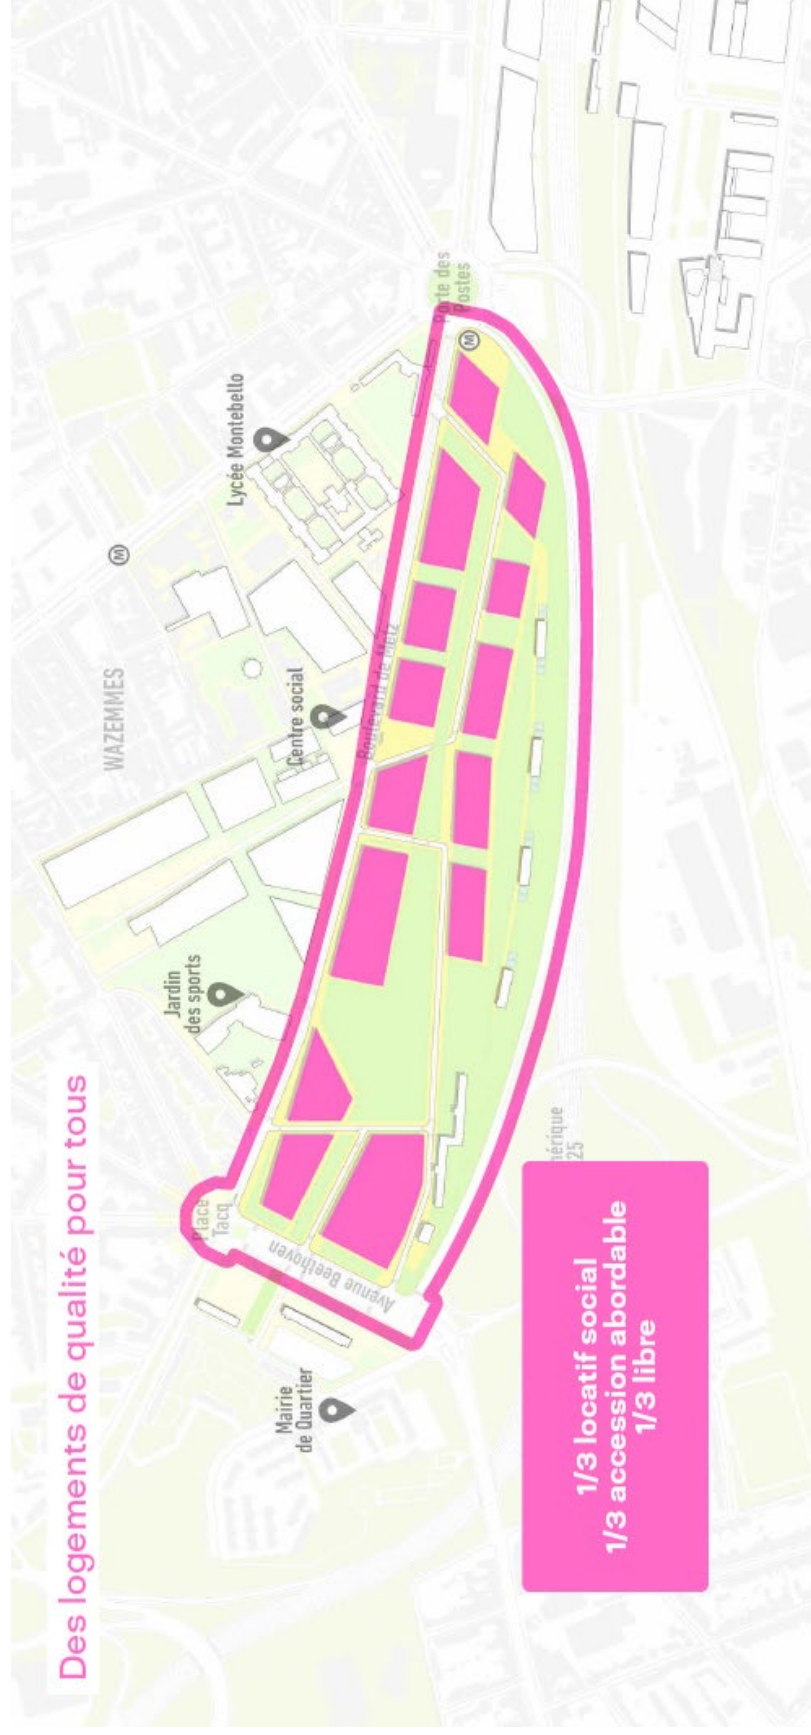 Des logements de qualité pour tous
Mairie
de Quartier
Place
Tacq
Avenue Beethoven
Jardin
des sports
WAZEMMES
Centre social
Boulevard de Metz
M
Lycée Montebello
Porte des
Postes
M
hérique
25
1/3 locatif social
1/3 accession abordable
1/3 libre